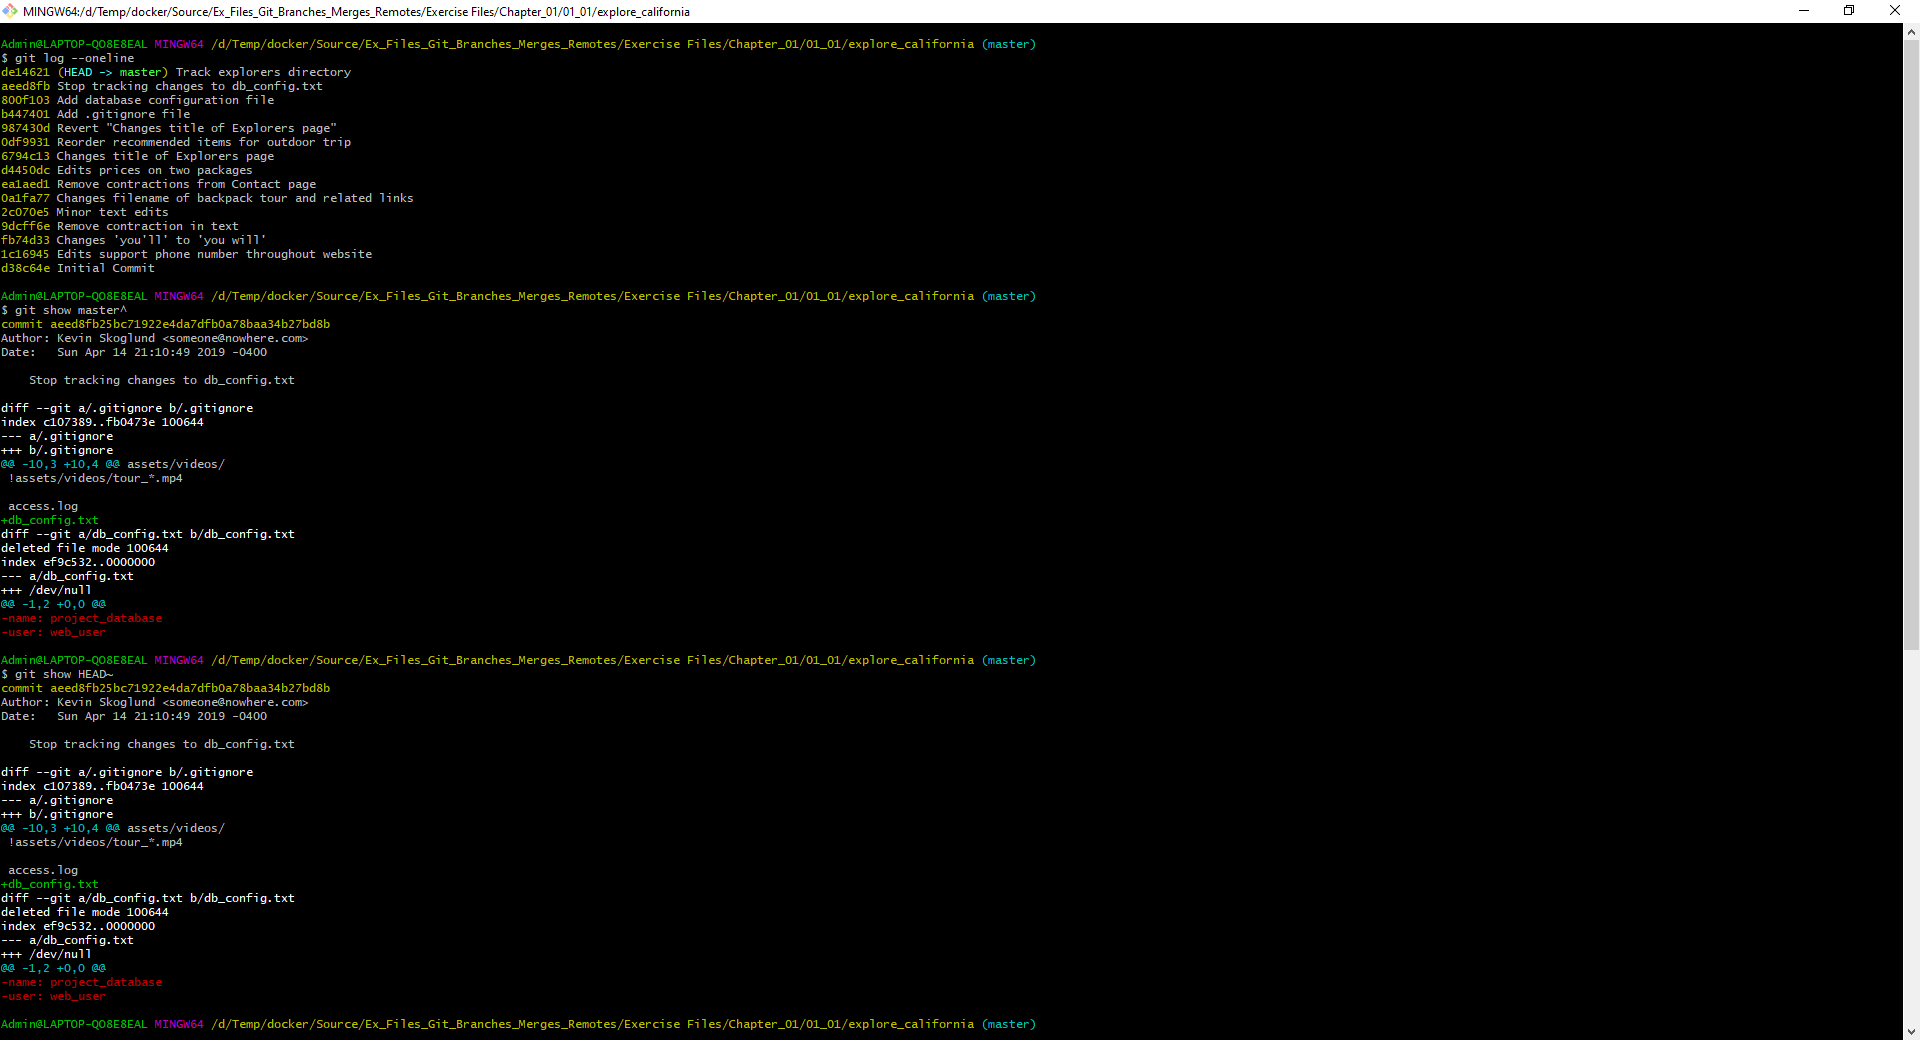 MINGW64:/d/Temp/docker/Source/Ex_Files_Git_Branches_Merges_Remotes/Exercise Files/Chapter_01/01_01/explore_california
Admin@LAPTOP-QO8E8EAL MINGW64 /d/Temp/docker/Source/Ex_Files_Git_Branches_Merges_Remotes/Exercise Files/Chapter_01/01_01/explore_california (master)
$ git log --oneline
de14621 (HEAD -> master) Track explorers directory
aeed8fb Stop tracking changes to db_config.txt
800f103 Add database configuration file
b447401 Add .gitignore file
987430d Revert "Changes title of Explorers page"
0df9931 Reorder recommended items for outdoor trip
6794c13 Changes title of Explorers page
d4450dc Edits prices on two packages
ea1aed1 Remove contractions from Contact page
0a1fa77 Changes filename of backpack tour and related links
2c070e5 Minor text edits
9dcff6e Remove contraction in text
fb74d33 Changes 'you'll' to 'you will'
1c16945 Edits support phone number throughout website
d38c64e Initial Commit
Admin@LAPTOP-QO8E8EAL MINGW64 /d/Temp/docker/Source/Ex_Files_Git_Branches_Merges_Remotes/Exercise Files/Chapter_01/01_01/explore_california (master)
$ git show master^
commit aeed8fb25bc71922e4da7dfb0a78baa34b27bd8b
Author: Kevin Skoglund <someone@nowhere.com>
Date:   Sun Apr 14 21:10:49 2019 -0400
    Stop tracking changes to db_config.txt
diff --git a/.gitignore b/.gitignore
index c107389..fb0473e 100644
--- a/.gitignore
+++ b/.gitignore
@@ -10,3 +10,4 @@ assets/videos/
 !assets/videos/tour_*.mp4
 access.log
+db_config.txt
diff --git a/db_config.txt b/db_config.txt
deleted file mode 100644
index ef9c532..0000000
--- a/db_config.txt
+++ /dev/null
@@ -1,2 +0,0 @@
-name: project_database
-user: web_user
Admin@LAPTOP-QO8E8EAL MINGW64 /d/Temp/docker/Source/Ex_Files_Git_Branches_Merges_Remotes/Exercise Files/Chapter_01/01_01/explore_california (master)
$ git show HEAD~
commit aeed8fb25bc71922e4da7dfb0a78baa34b27bd8b
Author: Kevin Skoglund <someone@nowhere.com>
Date:   Sun Apr 14 21:10:49 2019 -0400
    Stop tracking changes to db_config.txt
diff --git a/.gitignore b/.gitignore
index c107389..fb0473e 100644
--- a/.gitignore
+++ b/.gitignore
@@ -10,3 +10,4 @@ assets/videos/
 !assets/videos/tour_*.mp4
 access.log
+db_config.txt
diff --git a/db_config.txt b/db_config.txt
deleted file mode 100644
index ef9c532..0000000
--- a/db_config.txt
+++ /dev/null
@@ -1,2 +0,0 @@
-name: project_database
-user: web_user
Admin@LAPTOP-QO8E8EAL MINGW64 /d/Temp/docker/Source/Ex_Files_Git_Branches_Merges_Remotes/Exercise Files/Chapter_01/01_01/explore_california (master)